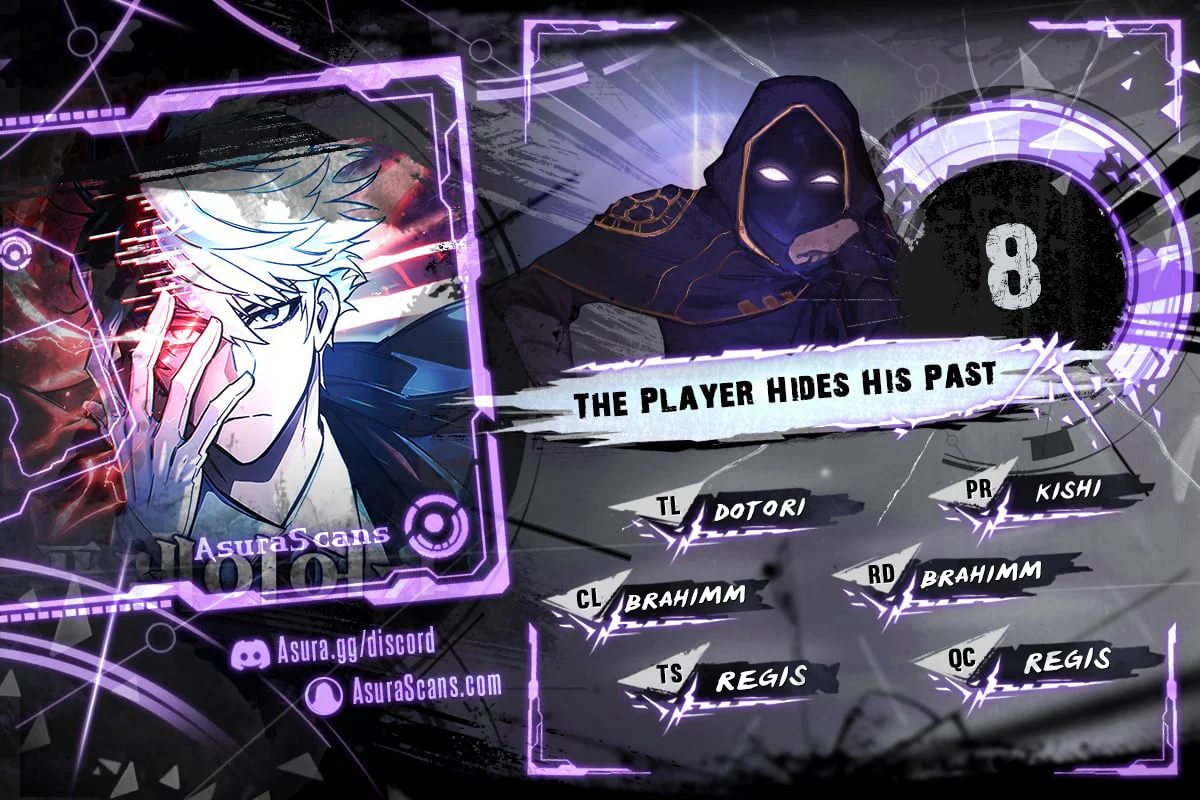 8
THE PLAYER HIDES HIS PAST
TL DOTORI
PR KISHI
CL BRAHIMM
RD BRAHIMM
TS REGIS
QC REGIS
AsuraScans
Asura.gg/discord
AsuraScans.com